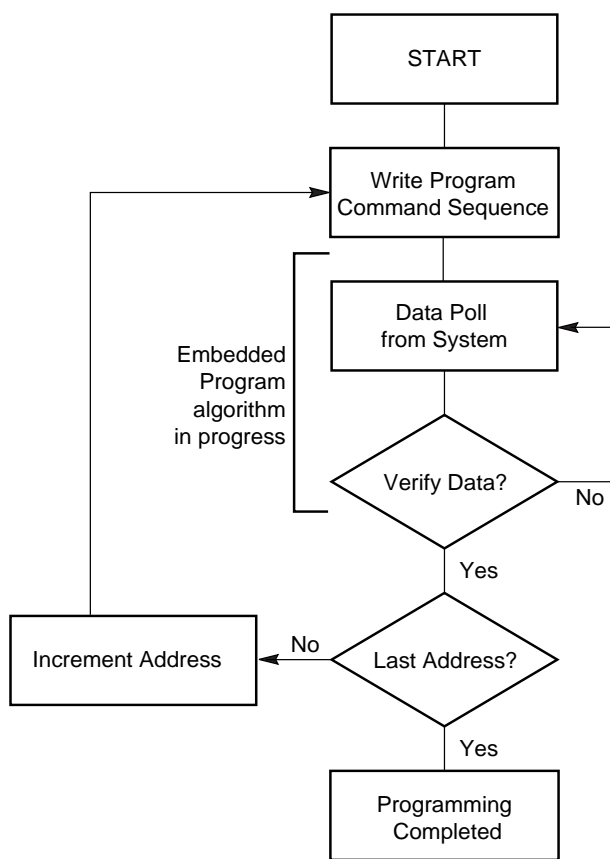 START
Write Program
Command Sequence
Data Poll
from System
Embedded
Program
algorithm
in progress
Verify Data?
No
Yes
Increment Address
No
Last Address?
Yes
Programming
Completed